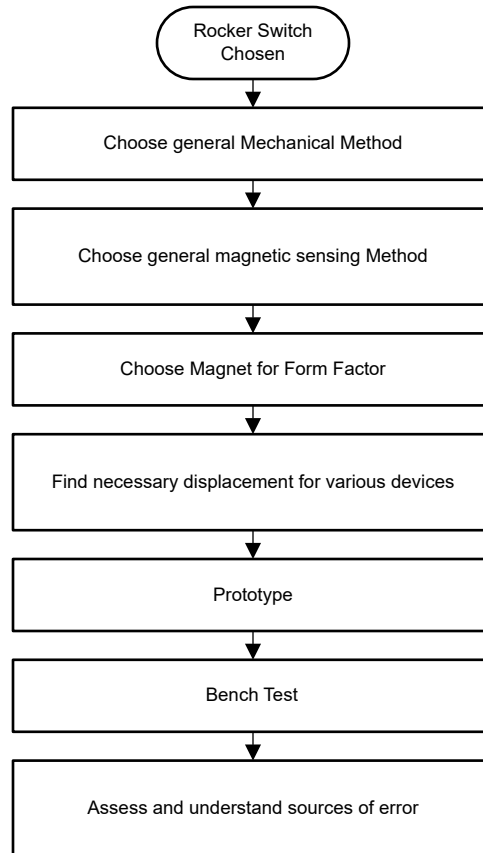 Rocker Switch
Chosen
Choose general Mechanical Method
Choose general magnetic sensing Method
Choose Magnet for Form Factor
Find necessary displacement for various devices
Prototype
Bench Test
Assess and understand sources of error